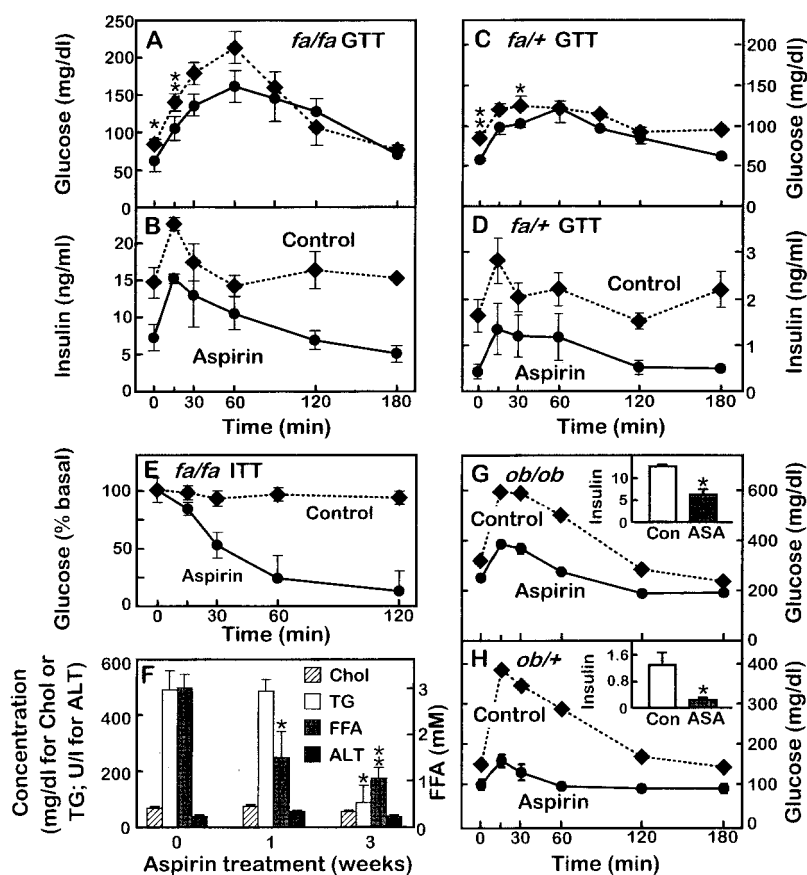 A fa/fa GTT
Glucose (mg/dl)
250
200
150
100
50
0
* ** 
C fa/+ GTT
Glucose (mg/dl)
200
150
100
50
0
** *
B
Control
Aspirin
Insulin (ng/ml)
20
15
10
5
0
0 30 60 120 180
Time (min)
D fa/+ GTT
Control
Aspirin
Insulin (ng/ml)
3
2
1
0
0 30 60 120 180
Time (min)
E fa/fa ITT
Control
Aspirin
Glucose (% basal)
100
75
50
25
0
0 30 60 120
Time (min)
F
Chol
TG
FFA
ALT
Concentration
(mg/dl for Chol or
TG; U/l for ALT)
600
400
200
0
FFA (mM)
3
2
1
0
* * **
0 1 3
Aspirin treatment (weeks)
G ob/ob
Control
Aspirin
Insulin
10
5
0
*
Con ASA
Glucose (mg/dl)
600
400
200
0
H ob/+
Control
Aspirin
Insulin
1.6
0.8
0
*
Con ASA
Glucose (mg/dl)
400
300
200
100
0
0 30 60 120 180
Time (min)